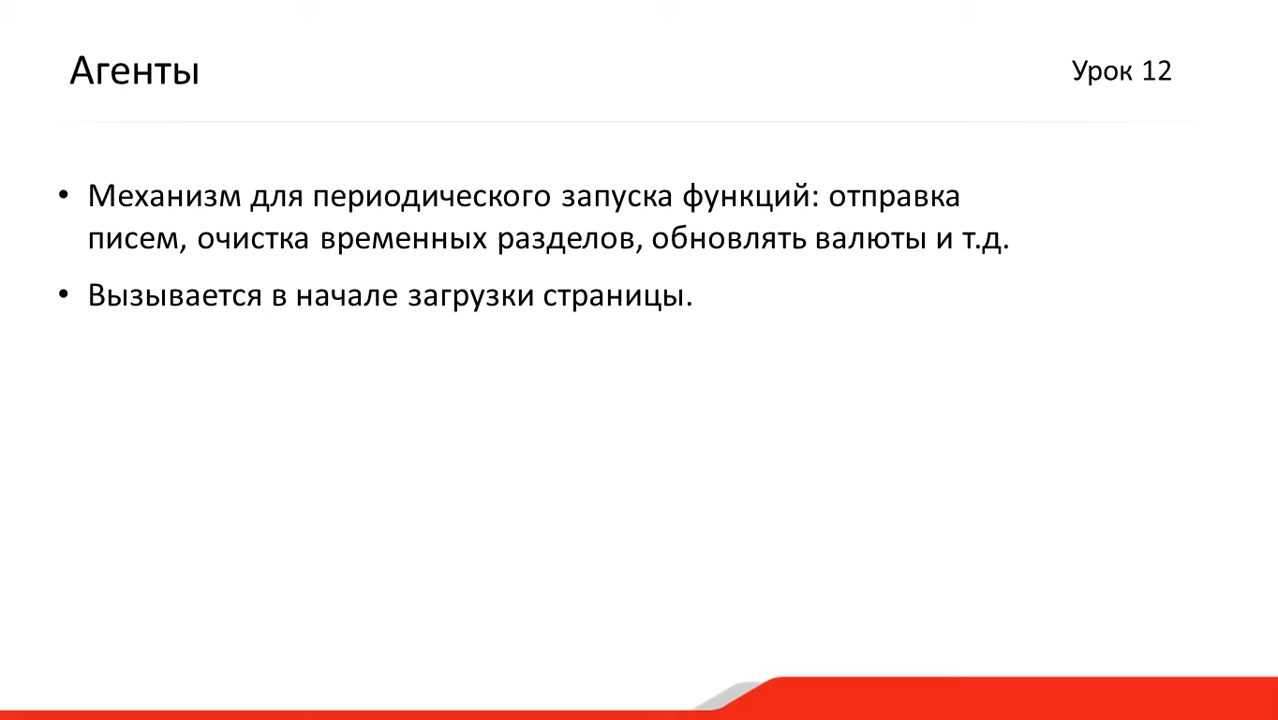 Агенты
Урок 12
• Механизм для периодического запуска функций: отправка
писем, очистка временных разделов, обновлять валюты и т.д.
• Вызывается в начале загрузки страницы.